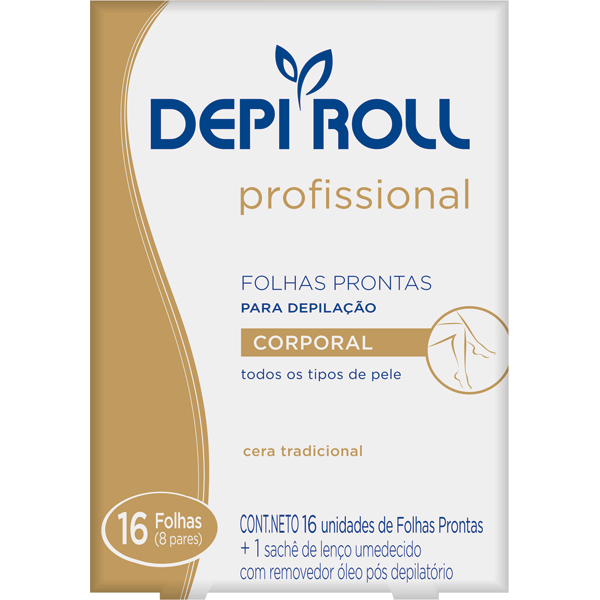 DEPI ROLL
profissional
FOLHAS PRONTAS
PARA DEPILAÇÃO
CORPORAL
todos os tipos de pele
cera tradicional
16 Folhas
(8 pares)
CONT.NETO 16 unidades de Folhas Prontas
+ 1 sachê de lenço umedecido
com removedor óleo pós depilatório